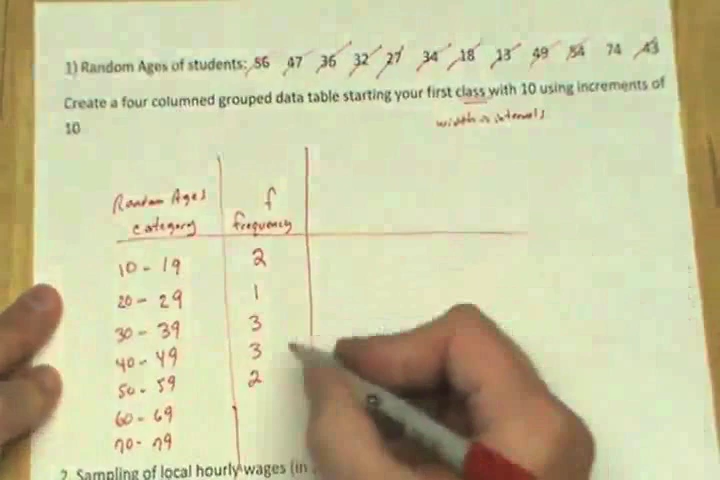 1) Random Ages of students: 56 47 36 32 27 34 18 13 49 54 74 43
Create a four columned grouped data table starting your first class with 10 using increments of
10
width or intervals
Random Ages f
category frequency
10 - 19 2
20 - 29 1
30 - 39 3
40 - 49 3
50 - 59 2
60 - 69
70 - 79
2. Sampling of local hourly wages (in